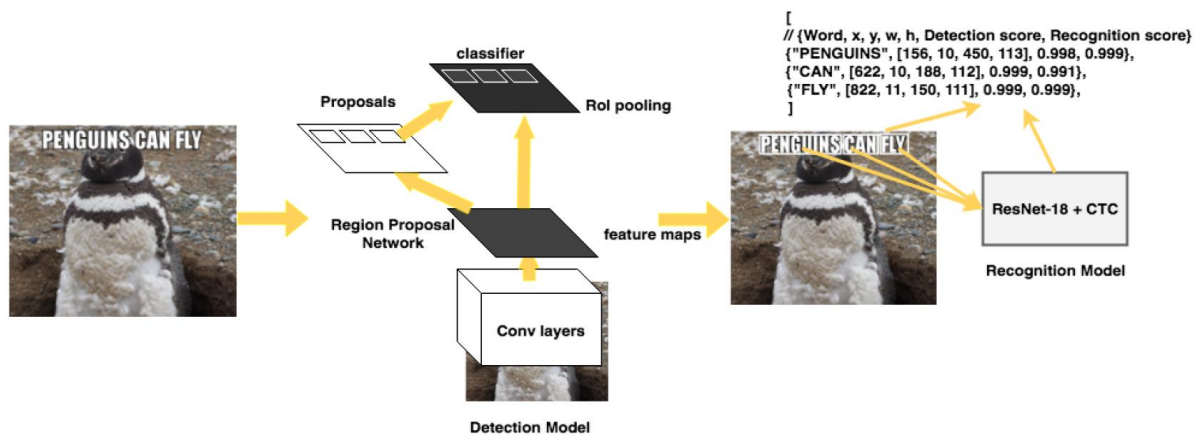 PENGUINS CAN FLY
classifier
Proposals
RoI pooling
Region Proposal
Network
feature maps
Conv layers
Detection Model
[
// {Word, x, y, w, h, Detection score, Recognition score}
{"PENGUINS", [156, 10, 450, 113], 0.998, 0.999},
{"CAN", [622, 10, 188, 112], 0.999, 0.991},
{"FLY", [822, 11, 150, 111], 0.999, 0.999},
]
PENGUINS CAN FLY
ResNet-18 + CTC
Recognition Model